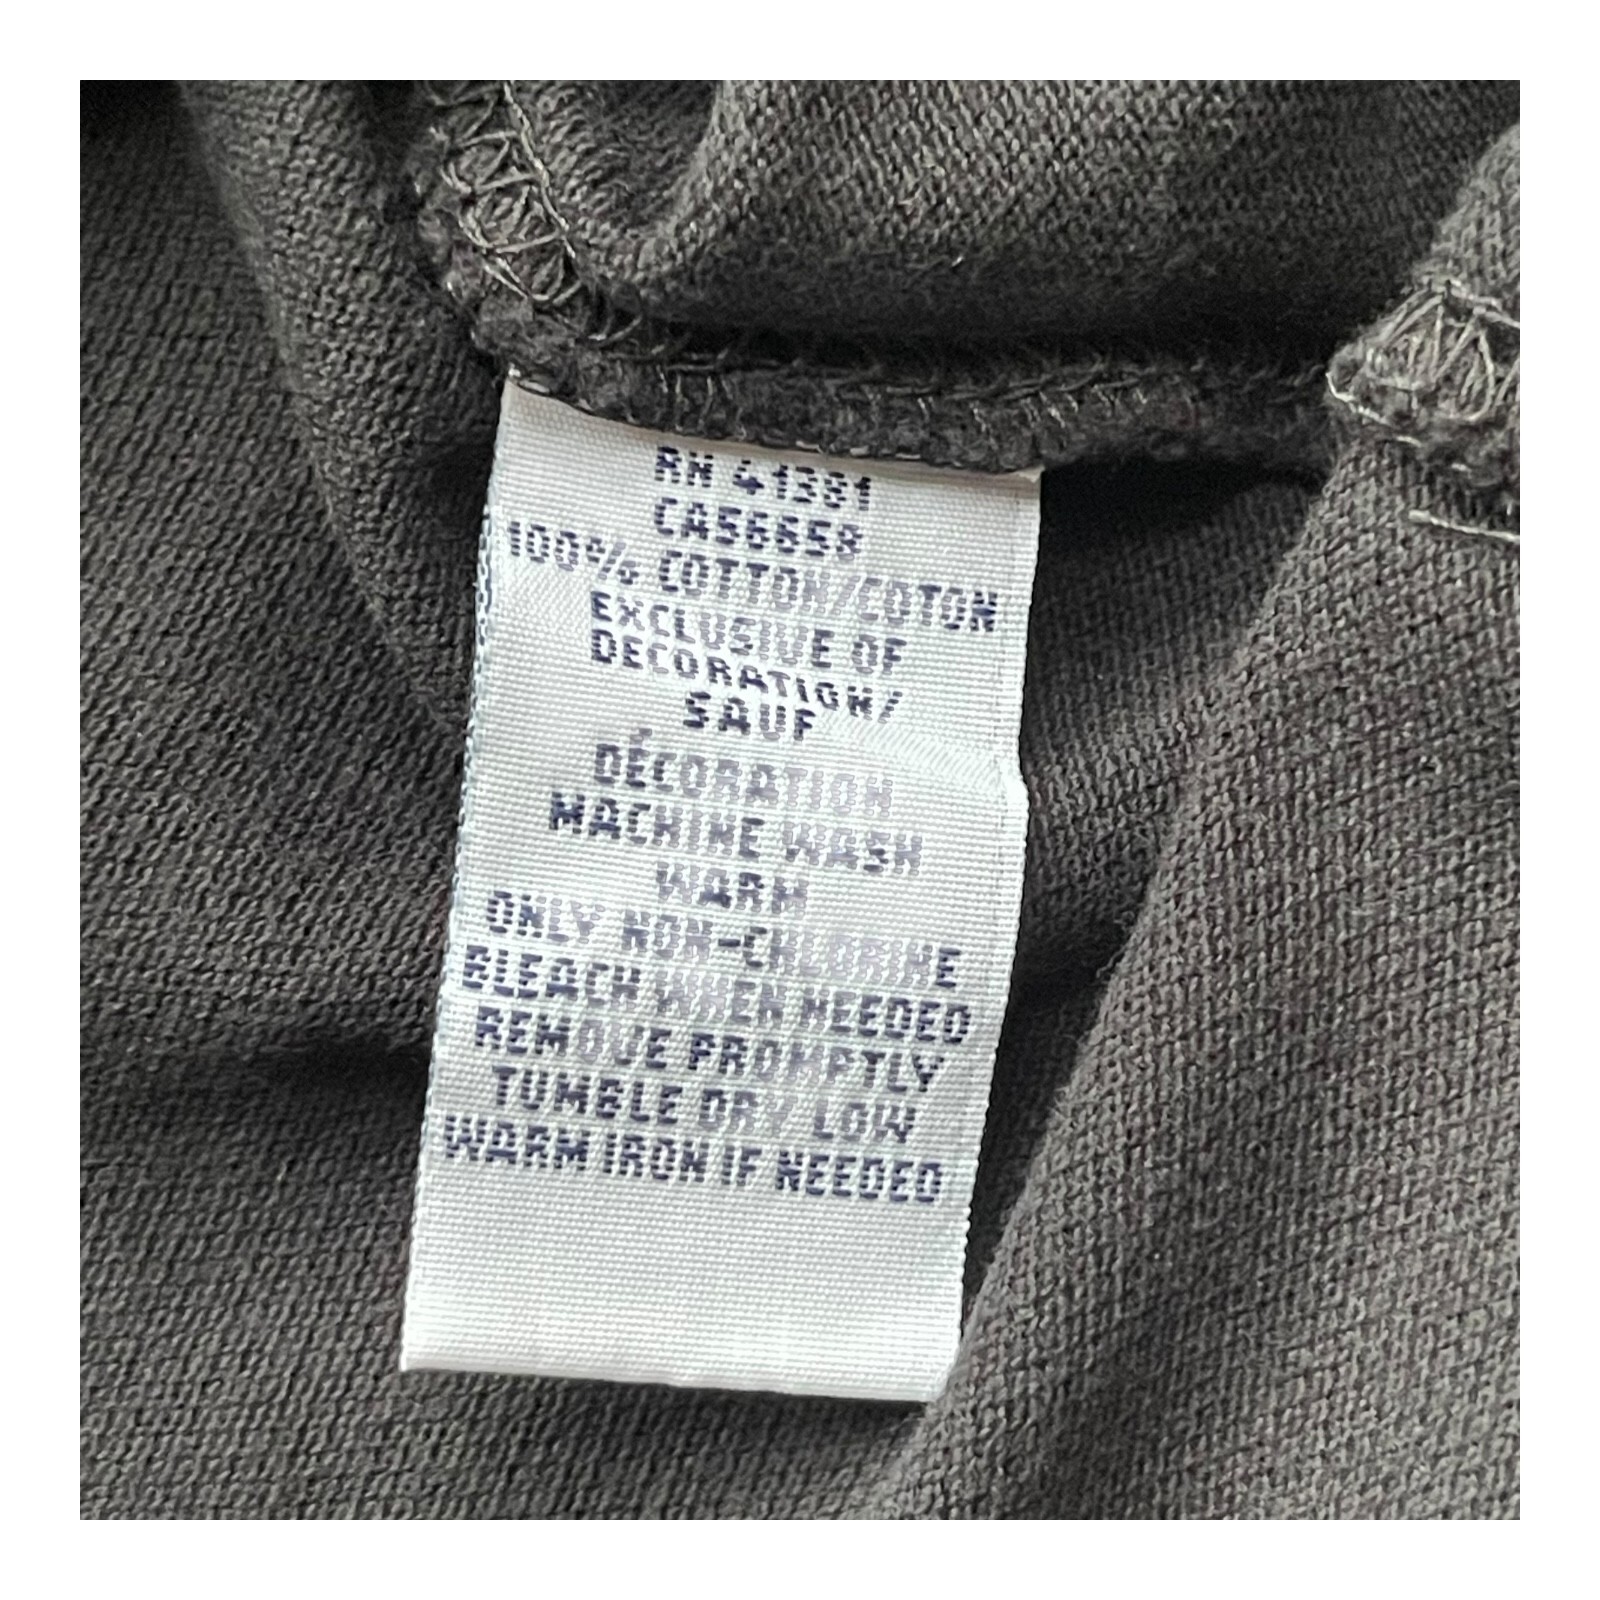 RN 41381
CA56658
100% COTTON/COTON
EXCLUSIVE OF
DECORATION/
SAUF
DÉCORATION
MACHINE WASH
WARM
ONLY NON-CHLORINE
BLEACH WHEN NEEDED
REMOVE PROMPTLY
TUMBLE DRY LOW
WARM IRON IF NEEDED